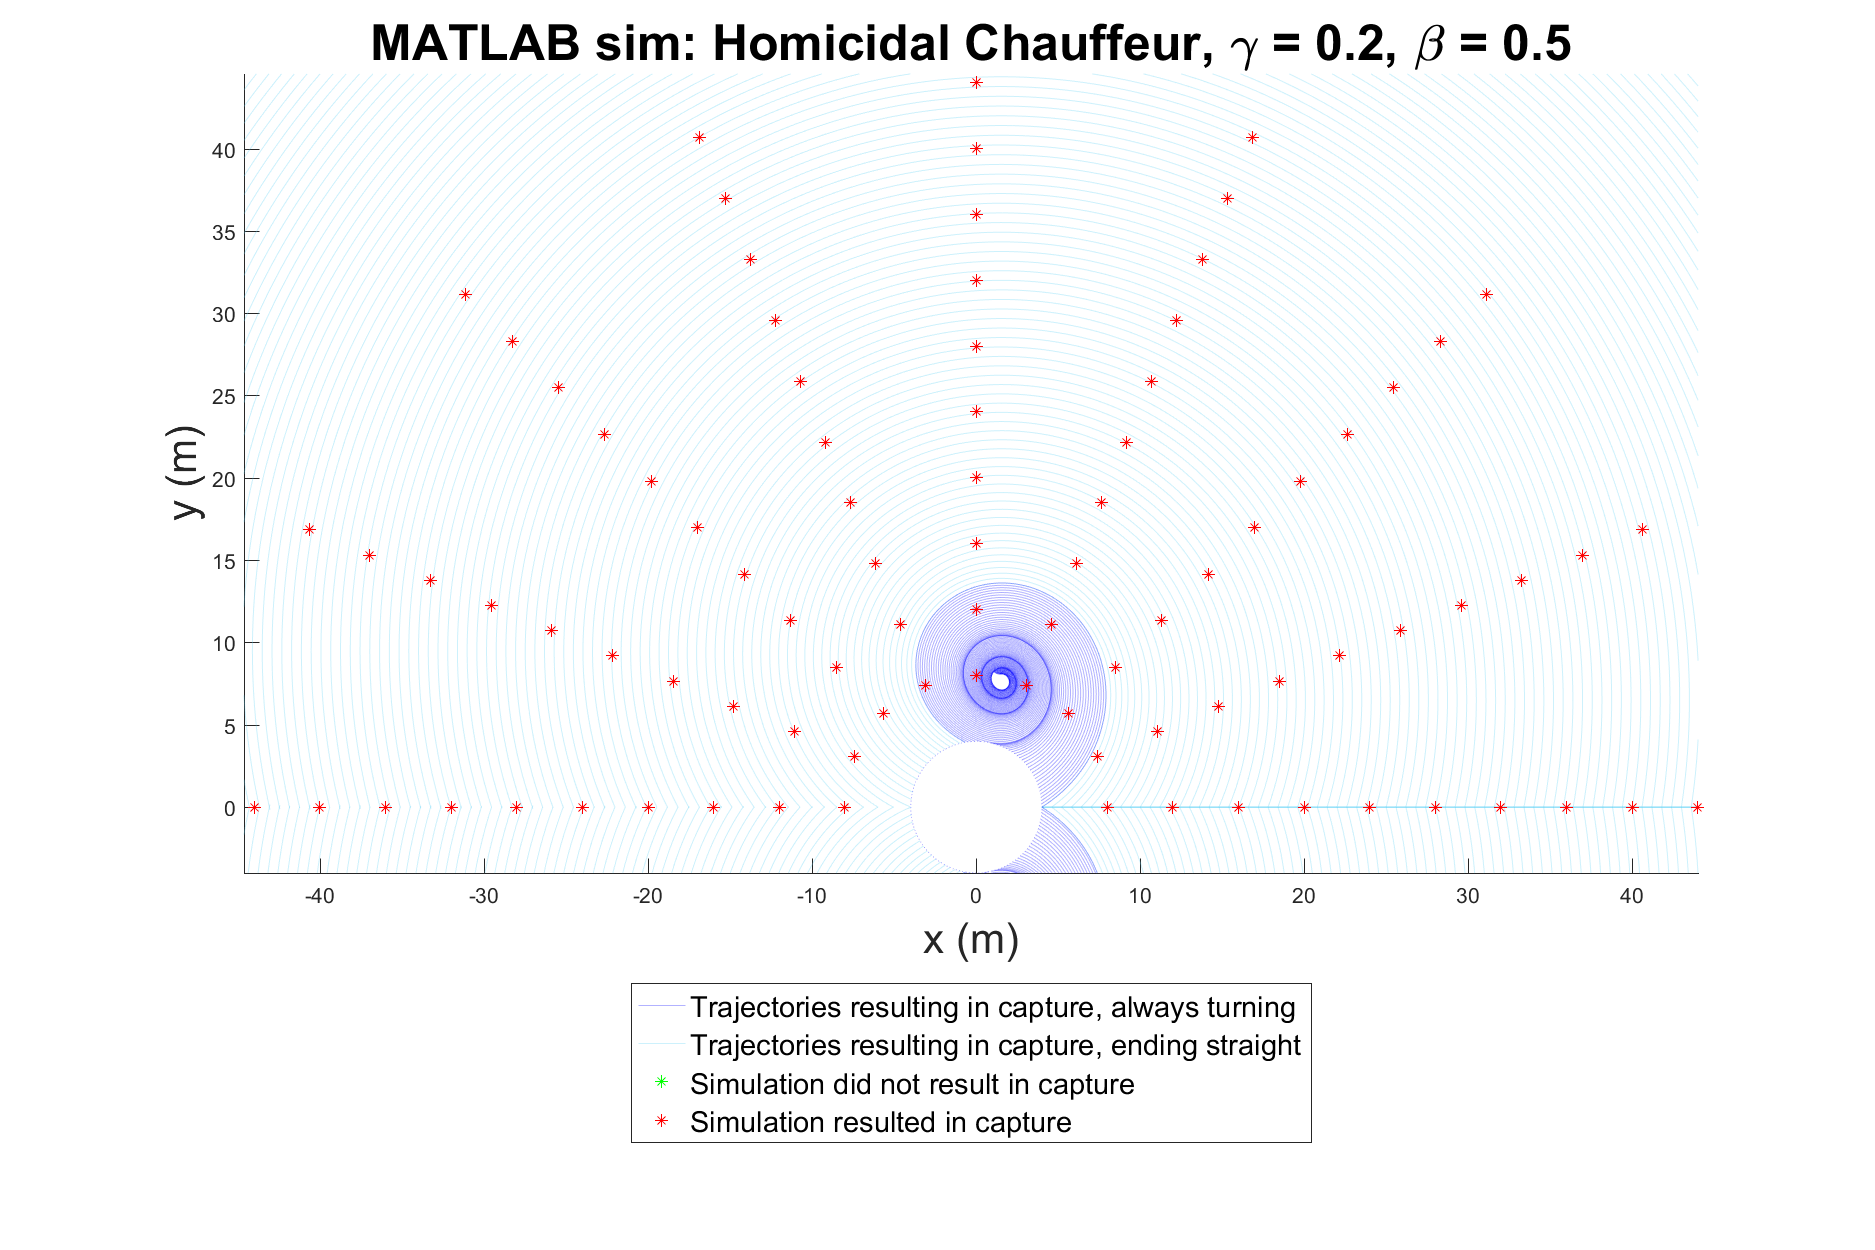 MATLAB sim: Homicidal Chauffeur, γ = 0.2, β = 0.5
y (m)
40
35
30
25
20
15
10
5
0
-40 -30 -20 -10 0 10 20 30 40
x (m)
Trajectories resulting in capture, always turning
Trajectories resulting in capture, ending straight
Simulation did not result in capture
Simulation resulted in capture